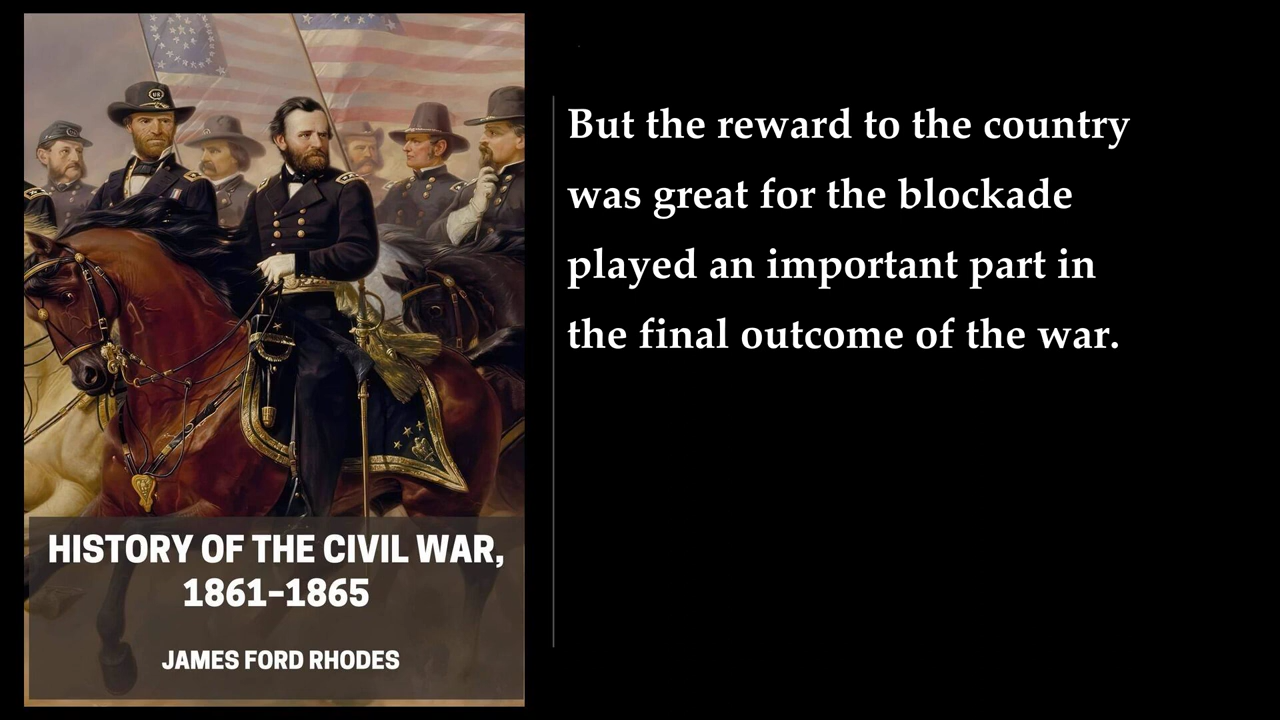 But the reward to the country
was great for the blockade
played an important part in
the final outcome of the war.
HISTORY OF THE CIVIL WAR,
1861–1865
JAMES FORD RHODES